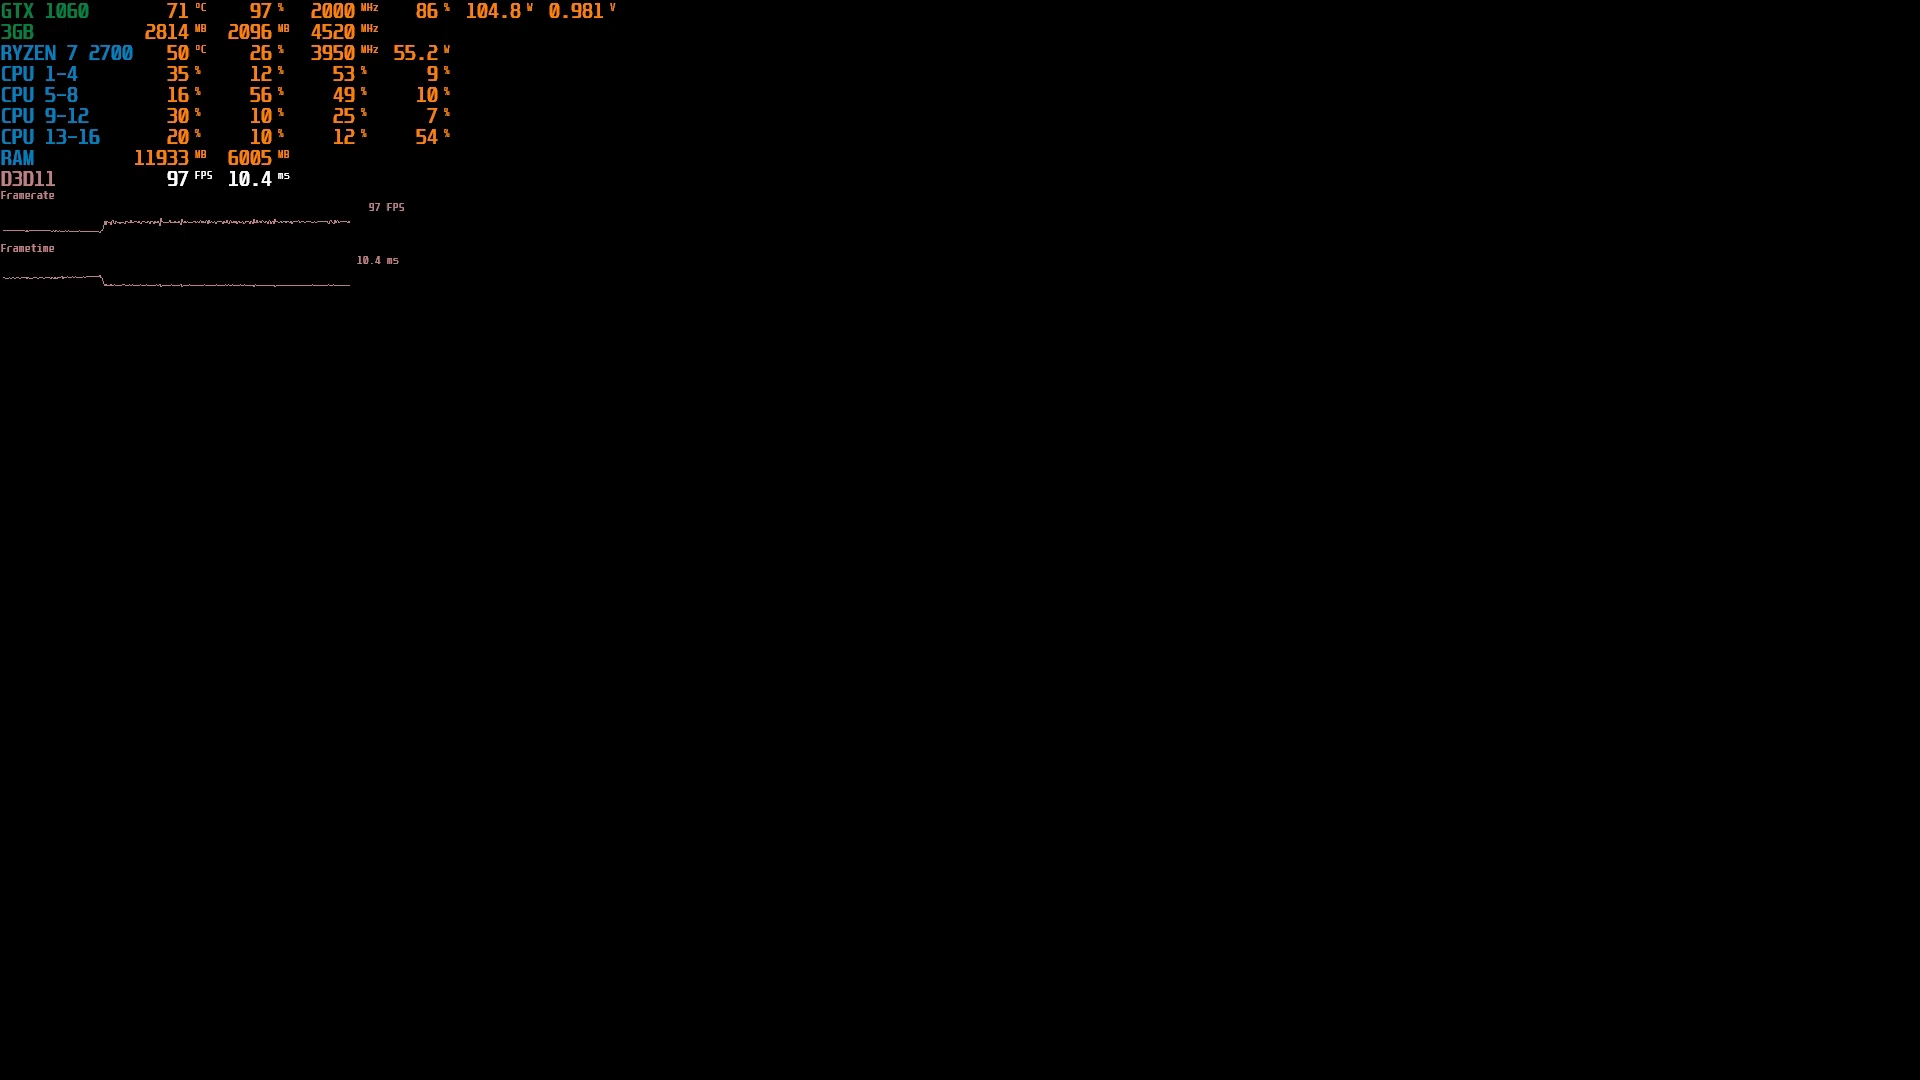 GTX 1060 71 °C 97 % 2000 MHz 86 % 104.8 W 0.981 V
3GB 2814 MB 2096 MB 4520 MHz
RYZEN 7 2700 50 °C 26 % 3950 MHz 55.2 W
CPU 1-4 35 % 12 % 53 % 9 %
CPU 5-8 16 % 56 % 49 % 10 %
CPU 9-12 30 % 10 % 25 % 7 %
CPU 13-16 20 % 10 % 12 % 54 %
RAM 11933 MB 6005 MB
D3D11 97 FPS 10.4 ms
Framerate
97 FPS
Frametime
10.4 ms